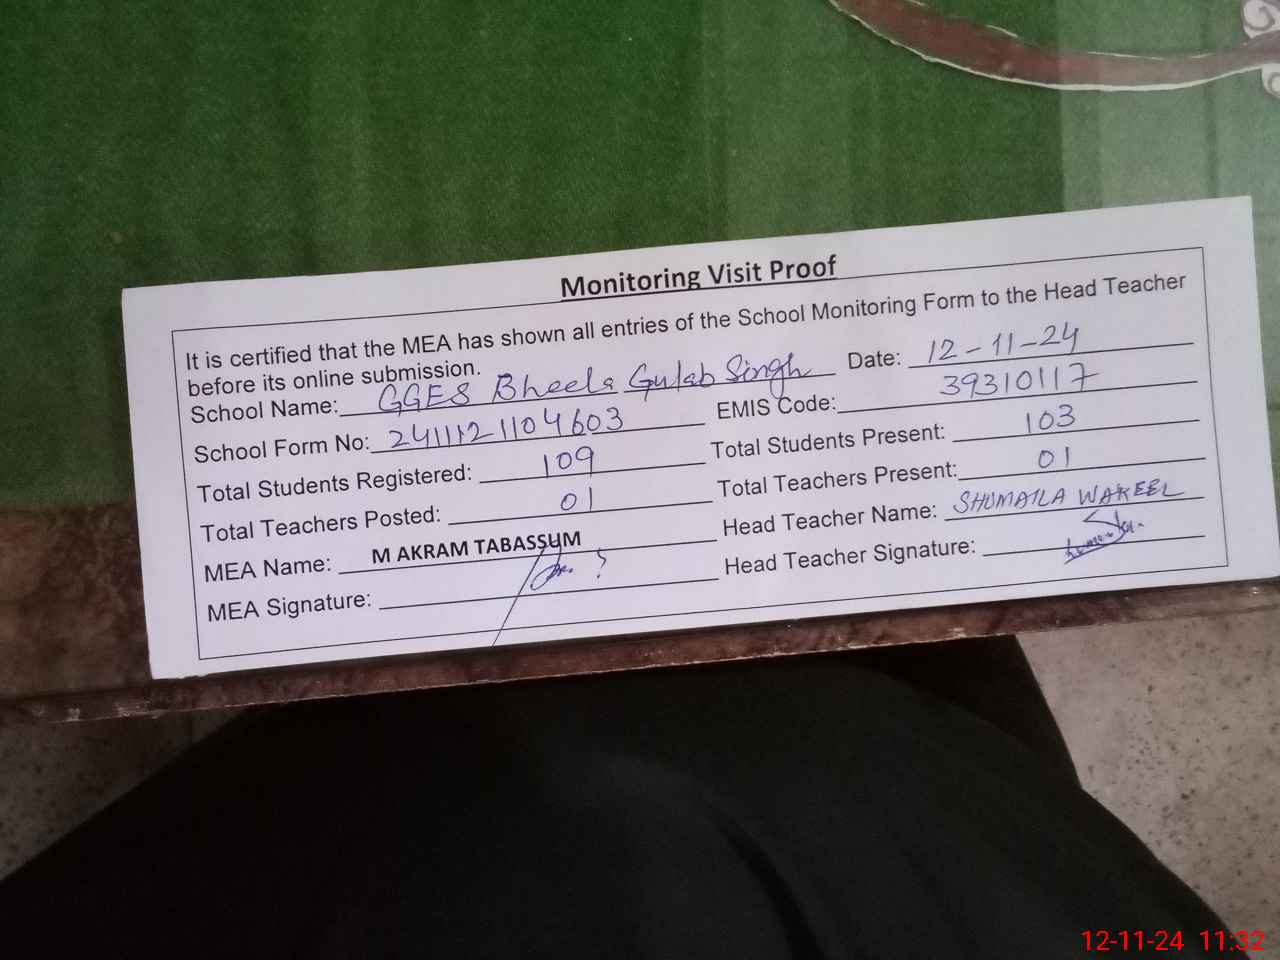 Monitoring Visit Proof
It is certified that the MEA has shown all entries of the School Monitoring Form to the Head Teacher
before its online submission.
School Name: GGES Bheela Gulab Singh Date: 12-11-24
School Form No: 2411121104603 EMIS Code: 39310117
Total Students Registered: 109 Total Students Present: 103
Total Teachers Posted: 01 Total Teachers Present: 01
MEA Name: M AKRAM TABASSUM Head Teacher Name: SHUMAILA WAKEEL
MEA Signature: Head Teacher Signature:
12-11-24 11:32